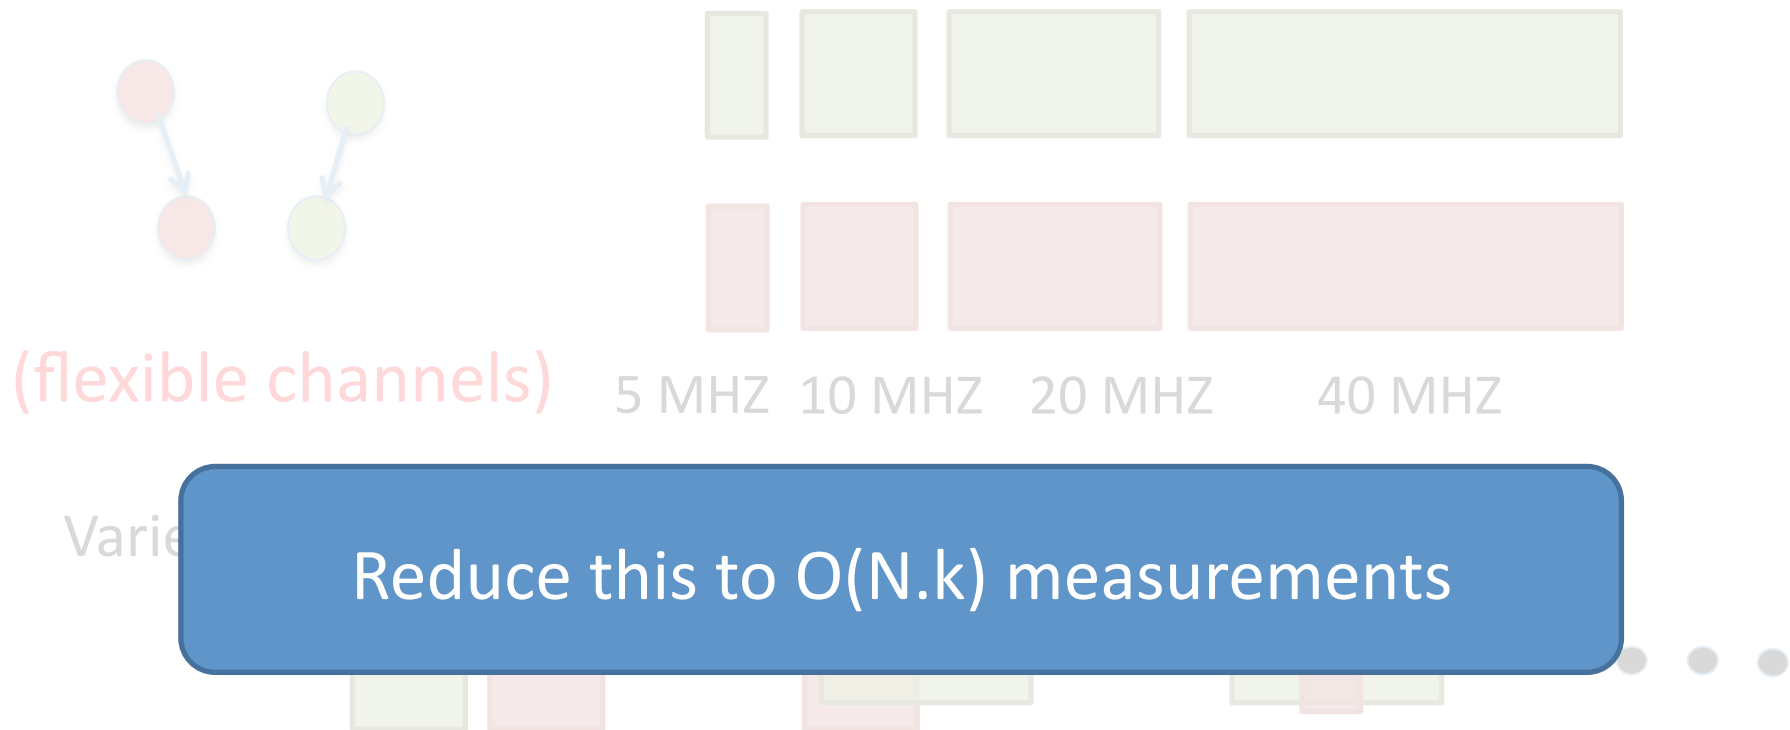 (flexible channels)
5 MHZ 10 MHZ 20 MHZ 40 MHZ
Reduce this to O(N.k) measurements